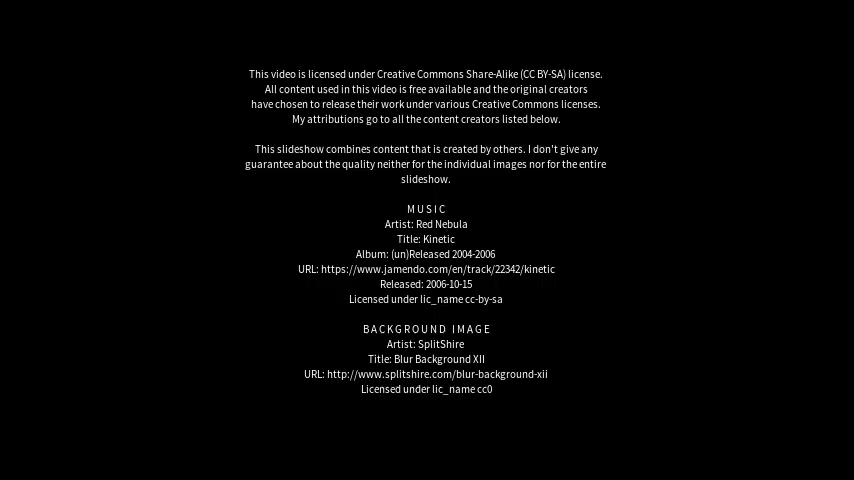 This video is licensed under Creative Commons Share-Alike (CC BY-SA) license.
All content used in this video is free available and the original creators
have chosen to release their work under various Creative Commons licenses.
My attributions go to all the content creators listed below.
This slideshow combines content that is created by others. I don't give any
guarantee about the quality neither for the individual images nor for the entire
slideshow.
MUSIC
Artist: Red Nebula
Title: Kinetic
Album: (un)Released 2004-2006
URL: https://www.jamendo.com/en/track/22342/kinetic
Released: 2006-10-15
Licensed under lic_name cc-by-sa
BACKGROUND IMAGE
Artist: SplitShire
Title: Blur Background XII
URL: http://www.splitshire.com/blur-background-xii
Licensed under lic_name cc0